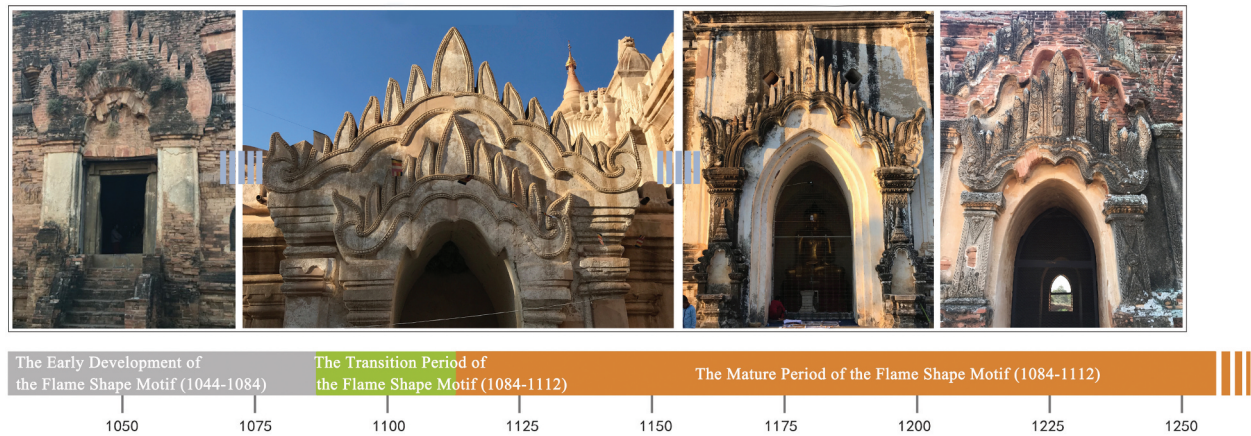 The Early Development of
the Flame Shape Motif (1044-1084)
The Transition Period of
the Flame Shape Motif (1084-1112)
The Mature Period of the Flame Shape Motif (1084-1112)
1050 1075 1100 1125 1150 1175 1200 1225 1250